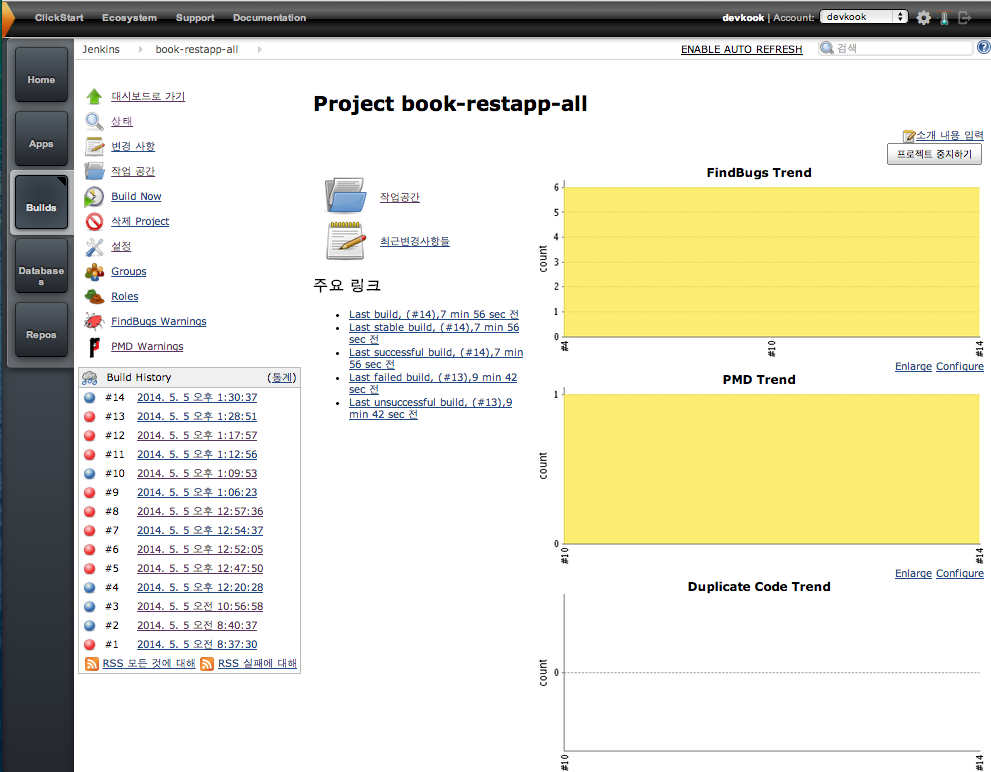 ClickStart Ecosystem Support Documentation
devkook | Account: devkook
Jenkins book-restapp-all
ENABLE AUTO REFRESH
검색
Home
Apps
Builds
Database
s
Repos
대시보드로 가기
상태
변경 사항
작업 공간
Build Now
삭제 Project
설정
Groups
Roles
FindBugs Warnings
PMD Warnings
Build History (통계)
#14 2014. 5. 5 오후 1:30:37
#13 2014. 5. 5 오후 1:28:51
#12 2014. 5. 5 오후 1:17:57
#11 2014. 5. 5 오후 1:12:56
#10 2014. 5. 5 오후 1:09:53
#9 2014. 5. 5 오후 1:06:23
#8 2014. 5. 5 오후 12:57:36
#7 2014. 5. 5 오후 12:54:37
#6 2014. 5. 5 오후 12:52:05
#5 2014. 5. 5 오후 12:47:50
#4 2014. 5. 5 오후 12:20:28
#3 2014. 5. 5 오전 10:56:58
#2 2014. 5. 5 오전 8:40:37
#1 2014. 5. 5 오전 8:37:30
RSS 모든 것에 대해 RSS 실패에 대해
Project book-restapp-all
소개 내용 입력
프로젝트 중지하기
작업공간
최근변경사항들
주요 링크
Last build, (#14),7 min 56 sec 전
Last stable build, (#14),7 min 56
sec 전
Last successful build, (#14),7 min
56 sec 전
Last failed build, (#13),9 min 42
sec 전
Last unsuccessful build, (#13),9
min 42 sec 전
FindBugs Trend
6
5
4
3
2
1
0
count
#4 #10 #14
Enlarge Configure
PMD Trend
1
0
count
#10 #14
Enlarge Configure
Duplicate Code Trend
0
count
#10 #14